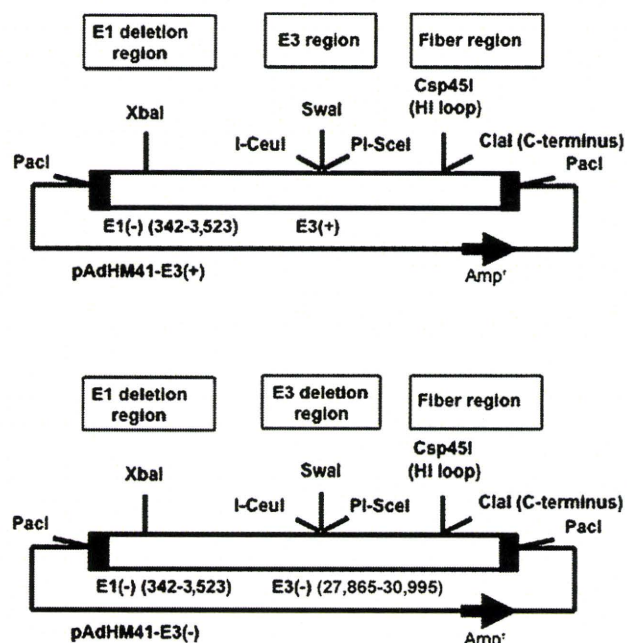 E1 deletion region
E3 region
Fiber region
Csp45I
(HI loop)
XbaI
SwaI
I-CeuI
PI-SceI
ClaI (C-terminus)
PacI
PacI
E1(-) (342-3,523)
E3(+)
pAdHM41-E3(+)
Ampʳ
E1 deletion region
E3 deletion region
Fiber region
Csp45I
(HI loop)
XbaI
SwaI
I-CeuI
PI-SceI
ClaI (C-terminus)
PacI
PacI
E1(-) (342-3,523)
E3(-) (27,865-30,995)
pAdHM41-E3(-)
Ampʳ